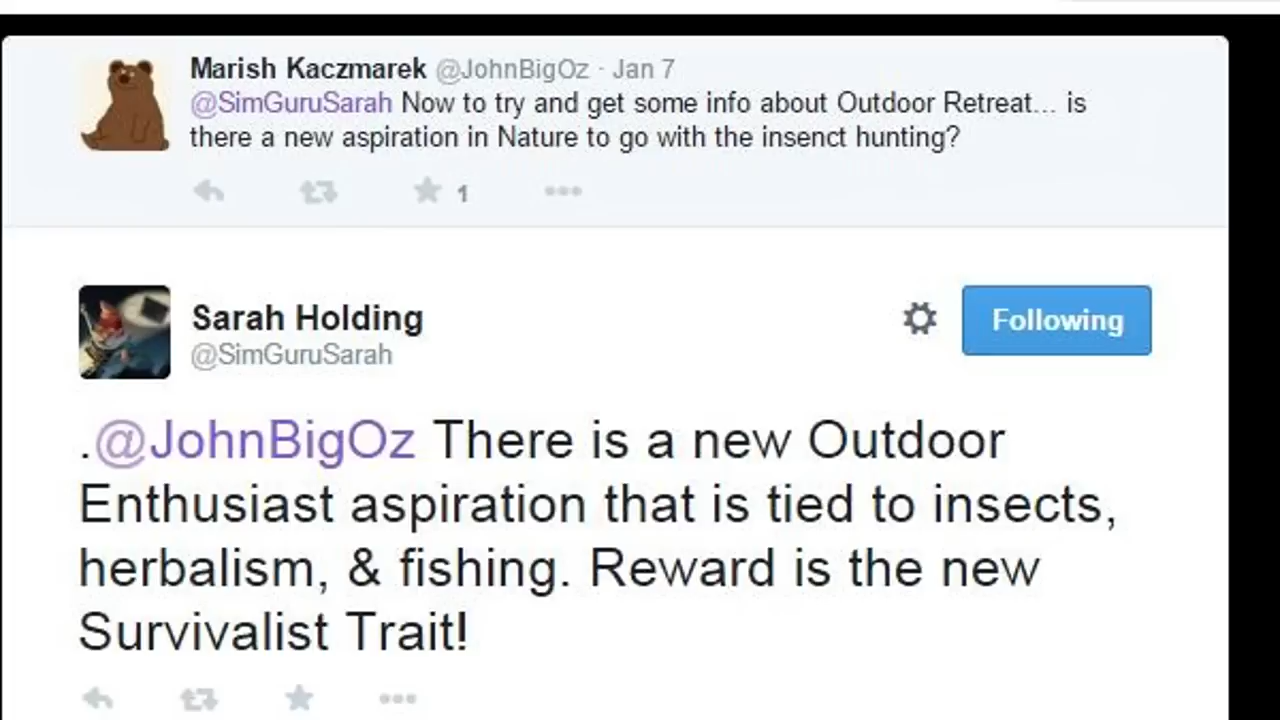 Marish Kaczmarek @JohnBigOz · Jan 7
@SimGuruSarah Now to try and get some info about Outdoor Retreat... is
there a new aspiration in Nature to go with the insenct hunting?
1
Sarah Holding
@SimGuruSarah
Following
.@JohnBigOz There is a new Outdoor
Enthusiast aspiration that is tied to insects,
herbalism, & fishing. Reward is the new
Survivalist Trait!